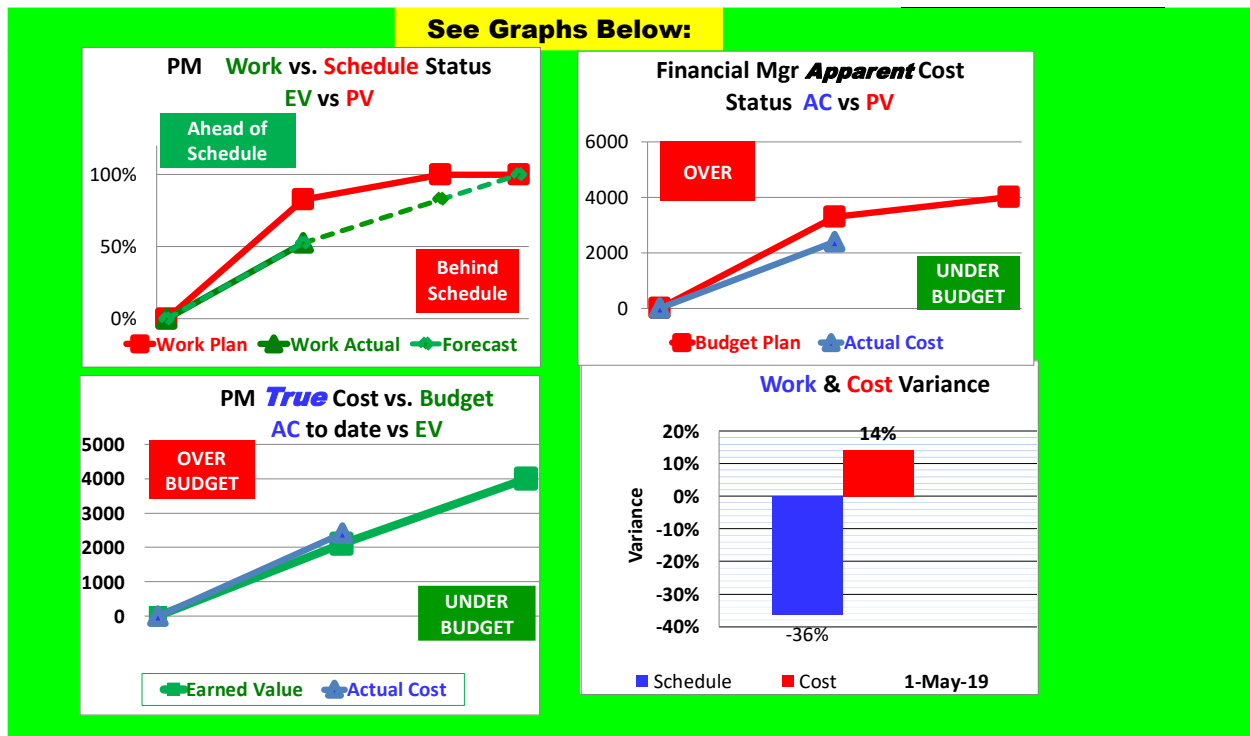 See Graphs Below:
PM Work vs. Schedule Status
EV vs PV
Ahead of
Schedule
100%
50%
0%
Behind
Schedule
Work Plan Work Actual Forecast
Financial Mgr Apparent Cost
Status AC vs PV
6000
4000
2000
0
OVER
UNDER
BUDGET
Budget Plan Actual Cost
PM True Cost vs. Budget
AC to date vs EV
5000
4000
3000
2000
1000
0
OVER
BUDGET
UNDER
BUDGET
Earned Value Actual Cost
Work & Cost Variance
Variance
20%
10%
0%
-10%
-20%
-30%
-40%
14%
-36%
Schedule Cost 1-May-19